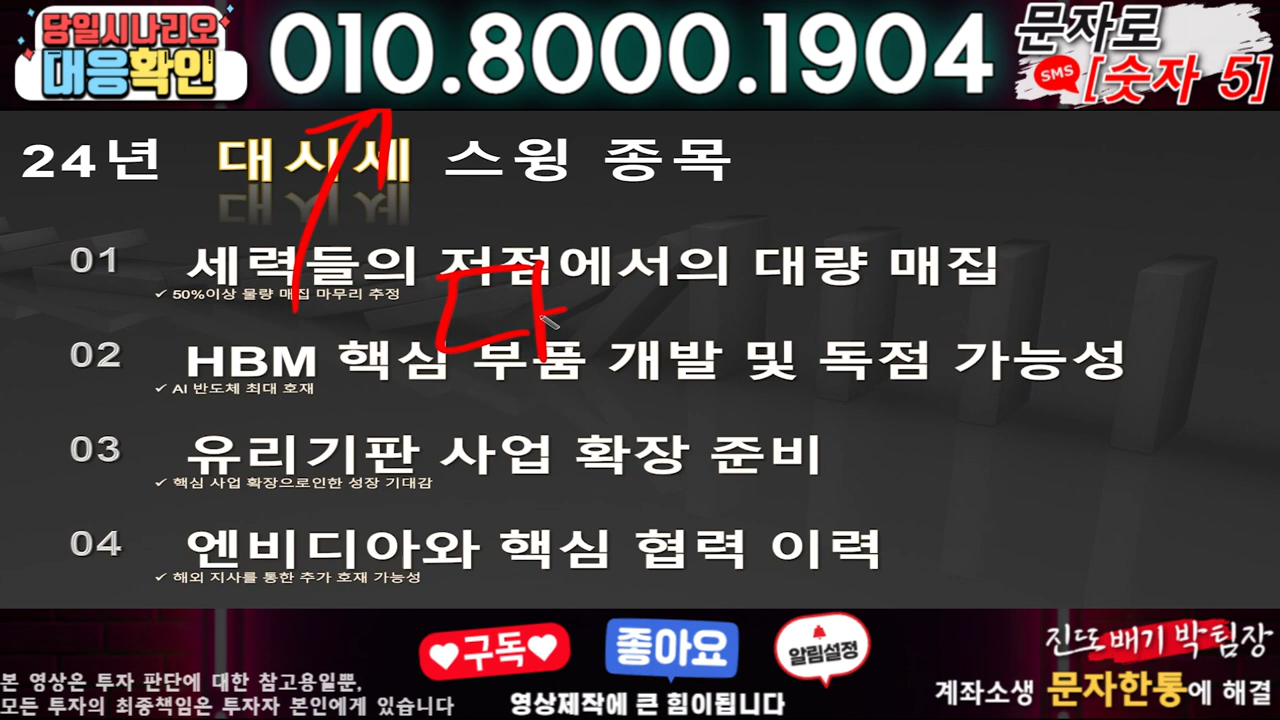 당일시나리오
대응확인
010.8000.1904
문자로
SMS
[숫자 5]
24년 대시세 스윙 종목
01 세력들의 저점에서의 대량 매집
✓ 50%이상 물량 매집 마무리 추정
02 HBM 핵심 부품 개발 및 독점 가능성
✓ AI 반도체 최대 호재
03 유리기판 사업 확장 준비
✓ 핵심 사업 확장으로인한 성장 기대감
04 엔비디아와 핵심 협력 이력
✓ 해외 지사를 통한 추가 호재 가능성
다
구독
좋아요
알림설정
영상제작에 큰 힘이됩니다
본 영상은 투자 판단에 대한 참고용일뿐,
모든 투자의 최종책임은 투자자 본인에게 있습니다
진또배기 박팀장
계좌소생 문자한통에 해결